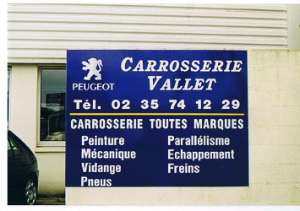 CARROSSERIE
VALLET
PEUGEOT
Tél. 02 35 74 12 29
CARROSSERIE TOUTES MARQUES
Peinture
Mécanique
Vidange
Pneus
Parallélisme
Echappement
Freins